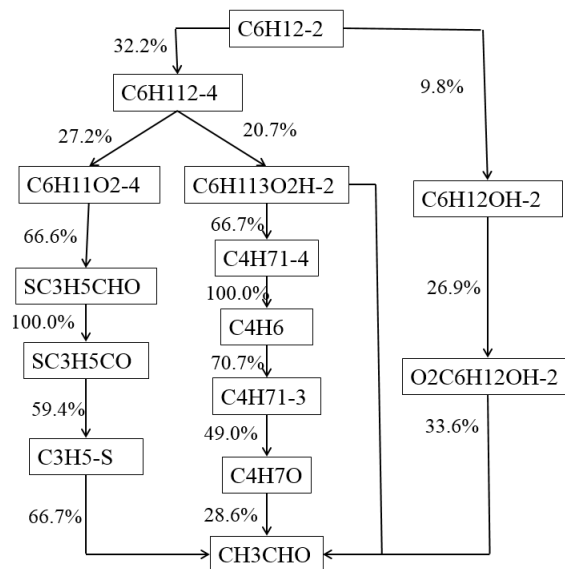 C6H12-2
32.2%
9.8%
C6H112-4
27.2%
20.7%
C6H11O2-4
C6H113O2H-2
C6H12OH-2
66.6%
66.7%
SC3H5CHO
C4H71-4
26.9%
100.0%
100.0%
SC3H5CO
C4H6
70.7%
O2C6H12OH-2
59.4%
C4H71-3
33.6%
49.0%
C3H5-S
C4H7O
66.7%
28.6%
CH3CHO